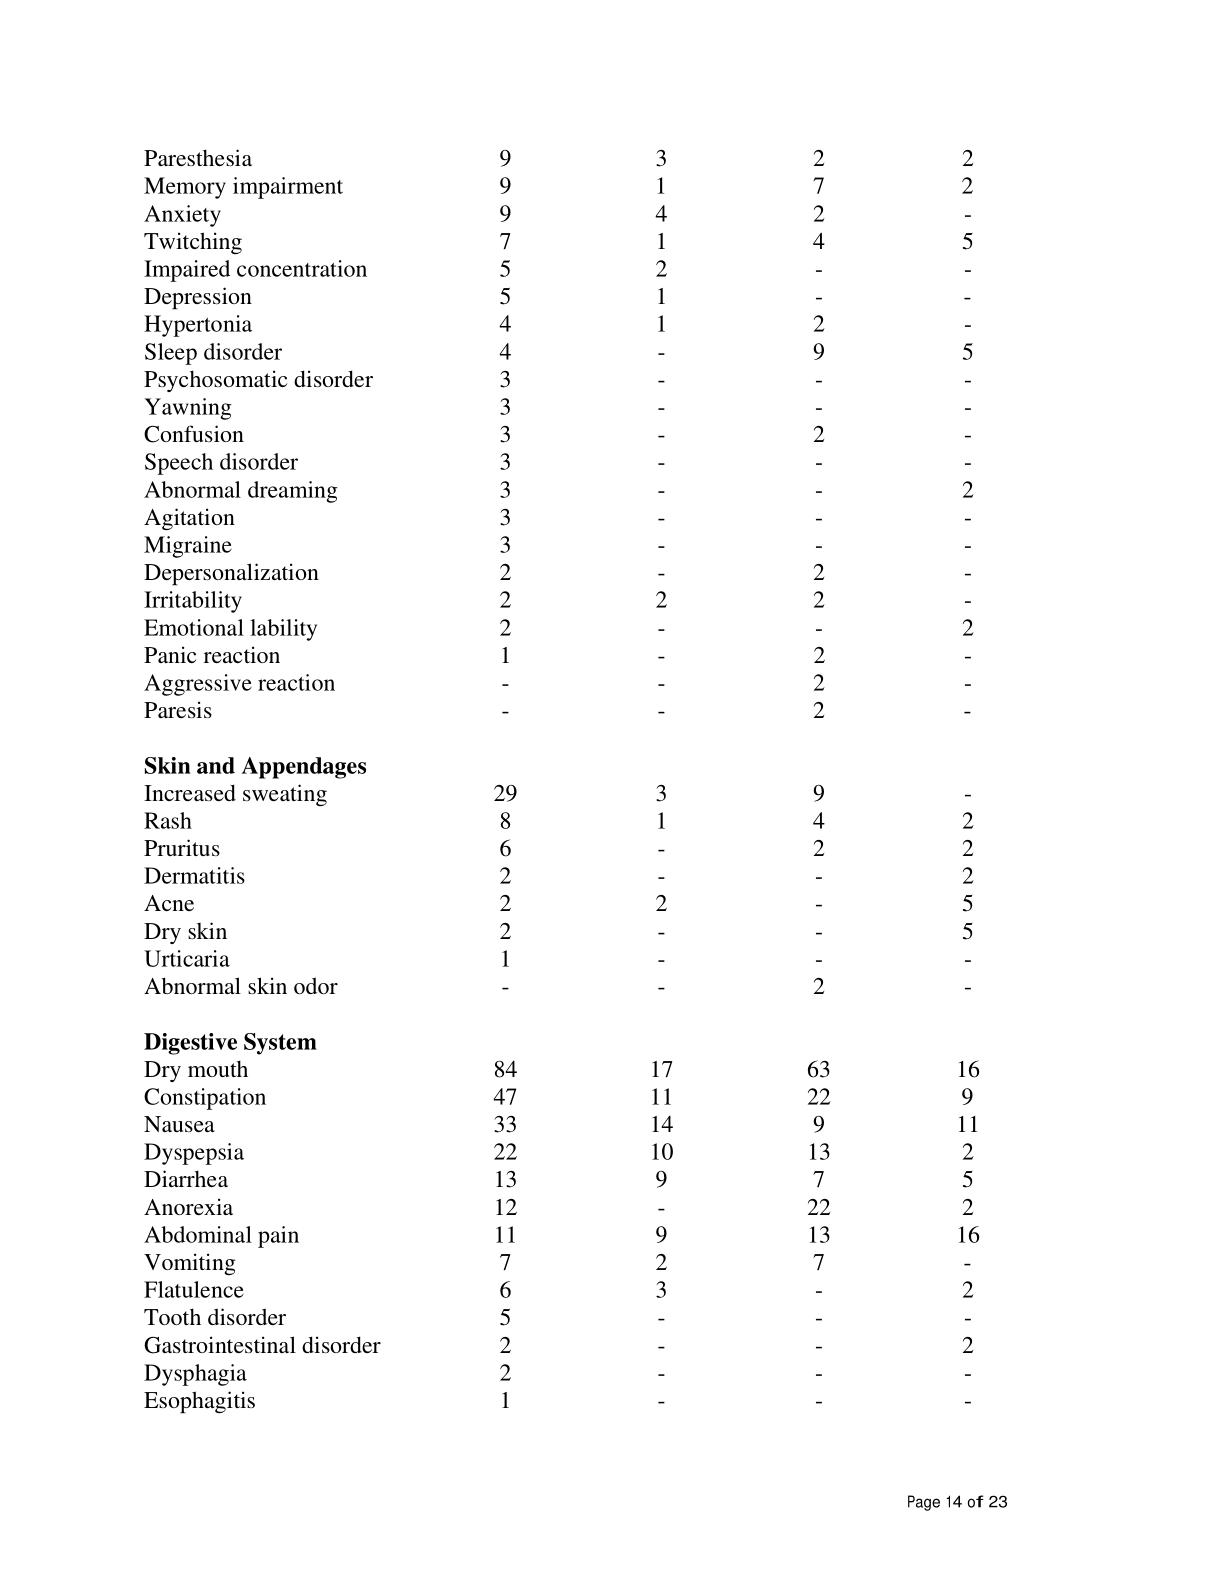 Paresthesia 9 3 2 2
Memory impairment 9 1 7 2
Anxiety 9 4 2 -
Twitching 7 1 4 5
Impaired concentration 5 2 - -
Depression 5 1 - -
Hypertonia 4 1 2 -
Sleep disorder 4 - 9 5
Psychosomatic disorder 3 - - -
Yawning 3 - - -
Confusion 3 - 2 -
Speech disorder 3 - - -
Abnormal dreaming 3 - - 2
Agitation 3 - - -
Migraine 3 - - -
Depersonalization 2 - 2 -
Irritability 2 2 2 -
Emotional lability 2 - - 2
Panic reaction 1 - 2 -
Aggressive reaction - - 2 -
Paresis - - 2 -
Skin and Appendages
Increased sweating 29 3 9 -
Rash 8 1 4 2
Pruritus 6 - 2 2
Dermatitis 2 - - 2
Acne 2 2 - 5
Dry skin 2 - - 5
Urticaria 1 - - -
Abnormal skin odor - - 2 -
Digestive System
Dry mouth 84 17 63 16
Constipation 47 11 22 9
Nausea 33 14 9 11
Dyspepsia 22 10 13 2
Diarrhea 13 9 7 5
Anorexia 12 - 22 2
Abdominal pain 11 9 13 16
Vomiting 7 2 7 -
Flatulence 6 3 - 2
Tooth disorder 5 - - -
Gastrointestinal disorder 2 - - 2
Dysphagia 2 - - -
Esophagitis 1 - - -
Page 14 of 23